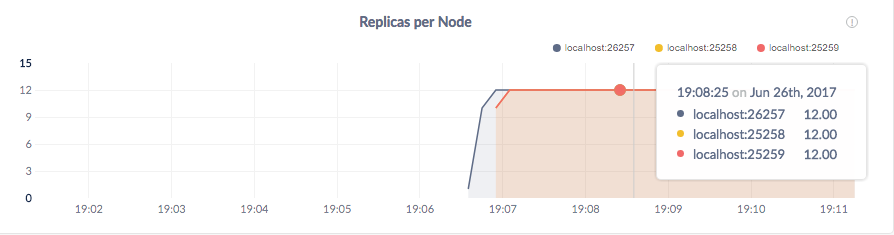 Replicas per Node
localhost:26257 localhost:25258 localhost:25259
15
12
9
6
3
0
19:08:25 on Jun 26th, 2017
localhost:26257 12.00
localhost:25258 12.00
localhost:25259 12.00
19:02 19:03 19:04 19:05 19:06 19:07 19:08 19:09 19:10 19:11